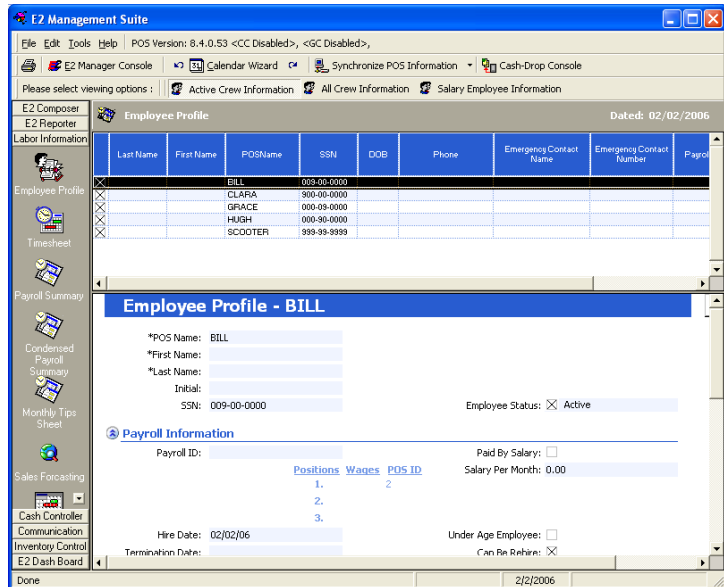 E2 Management Suite
File Edit Tools Help POS Version: 8.4.0.53 <CC Disabled>, <GC Disabled>,
E2 Manager Console Calendar Wizard Synchronize POS Information Cash-Drop Console
Please select viewing options : Active Crew Information All Crew Information Salary Employee Information
E2 Composer
E2 Reporter
Labor Information
Employee Profile
Timesheet
Payroll Summary
Condensed
Payroll
Summary
Monthly Tips
Sheet
Sales Forcasting
Cash Controller
Communication
Inventory Control
E2 Dash Board
Employee Profile Dated: 02/02/2006
Last Name First Name POSName SSN DOB Phone Emergency Contact Name Emergency Contact Number Payrol
BILL 009-00-0000
CLARA 900-00-0000
GRACE 000-09-0000
HUGH 000-90-0000
SCOOTER 999-99-9999
Employee Profile - BILL
*POS Name: BILL
*First Name:
*Last Name:
Initial:
SSN: 009-00-0000 Employee Status: Active
Payroll Information
Payroll ID: Paid By Salary:
Positions Wages POS ID Salary Per Month: 0.00
1. 2
2.
3.
Hire Date: 02/02/06 Under Age Employee:
Termination Date: Can Be Rehire:
Done 2/2/2006